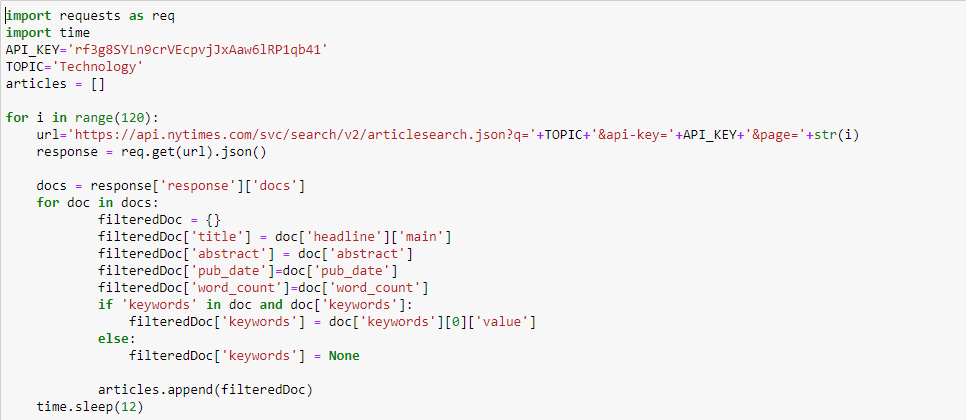 import requests as req
import time
API_KEY='rf3g8SYLn9crVEcpvjJxAaw6lRP1qb41'
TOPIC='Technology'
articles = []

for i in range(120):
    url='https://api.nytimes.com/svc/search/v2/articlesearch.json?q='+TOPIC+'&api-key='+API_KEY+'&page='+str(i)
    response = req.get(url).json()

    docs = response['response']['docs']
    for doc in docs:
            filteredDoc = {}
            filteredDoc['title'] = doc['headline']['main']
            filteredDoc['abstract'] = doc['abstract']
            filteredDoc['pub_date']=doc['pub_date']
            filteredDoc['word_count']=doc['word_count']
            if 'keywords' in doc and doc['keywords']:
                filteredDoc['keywords'] = doc['keywords'][0]['value']
            else:
                filteredDoc['keywords'] = None

            articles.append(filteredDoc)
    time.sleep(12)